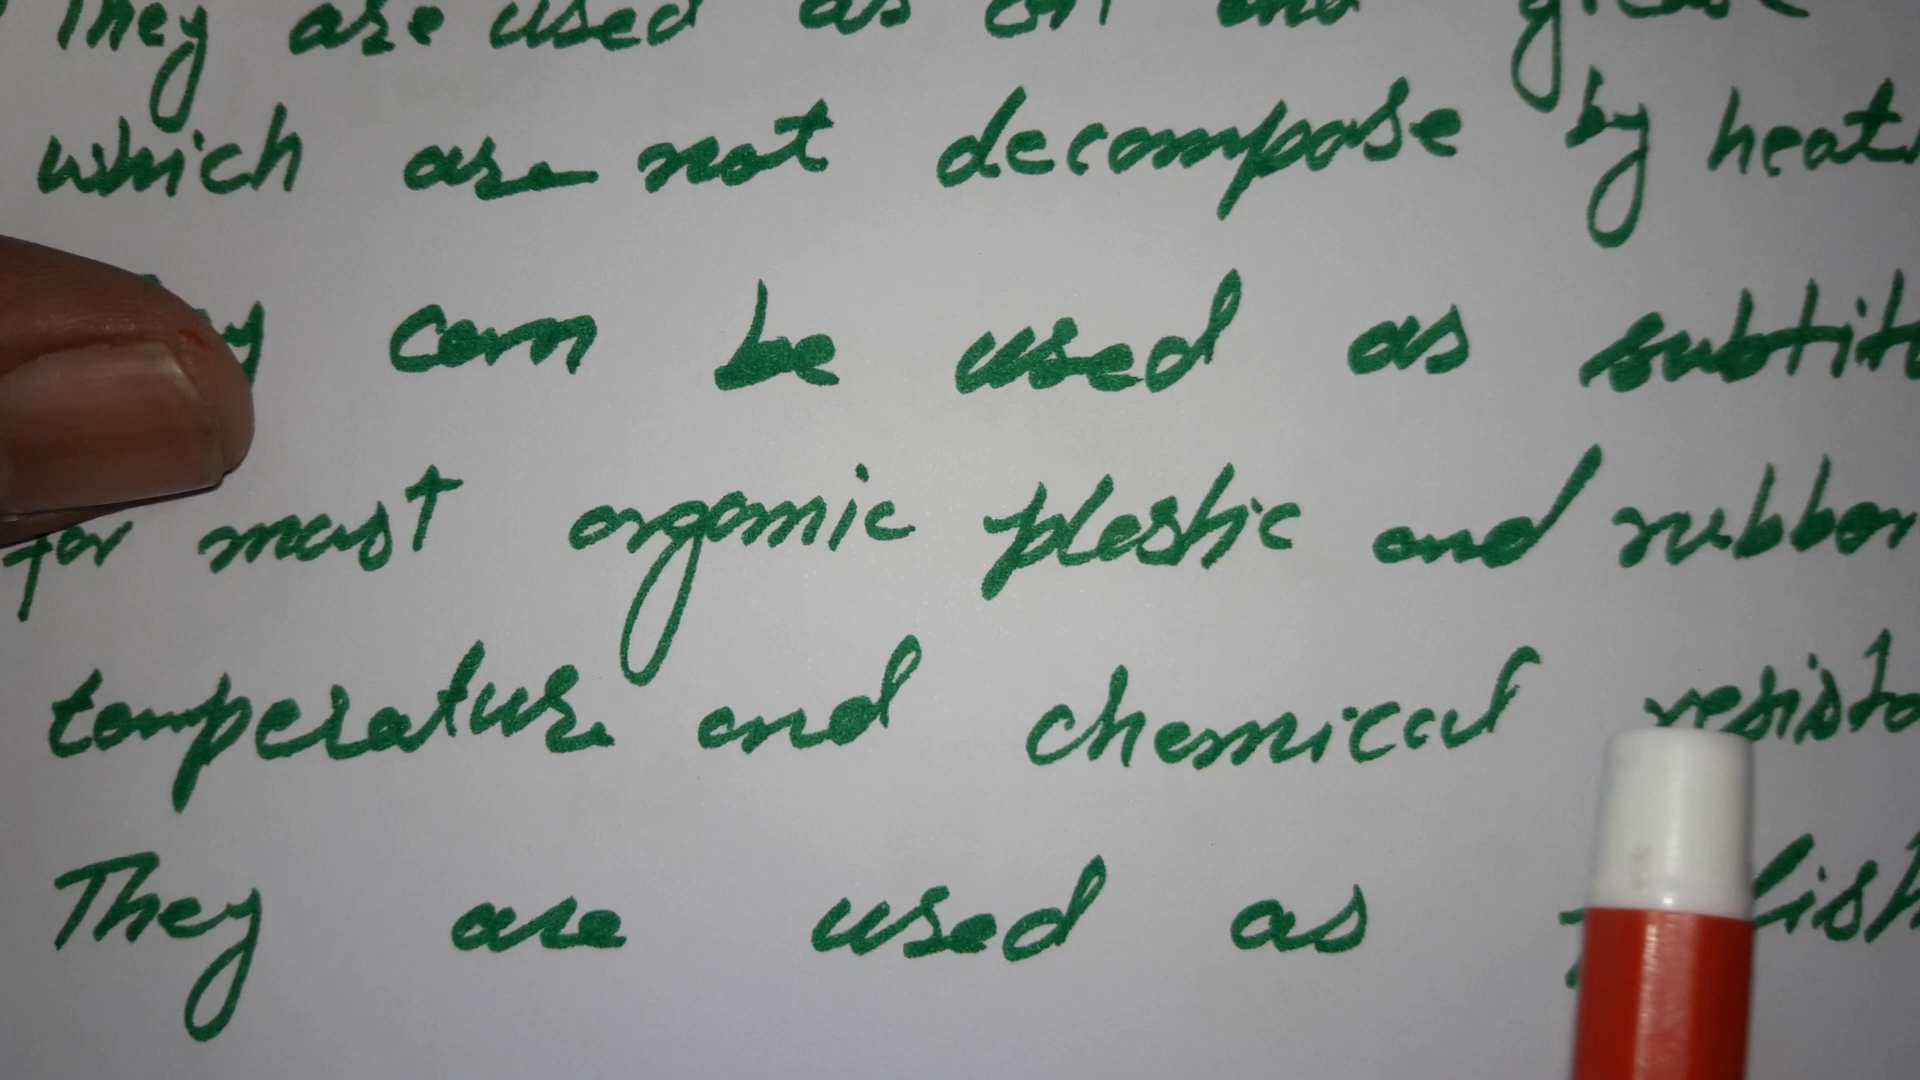 They are used as oil and grease
which are not decompose by heat
can be used as
for most organic plastic and rubber
temperature and chemical
They are used as